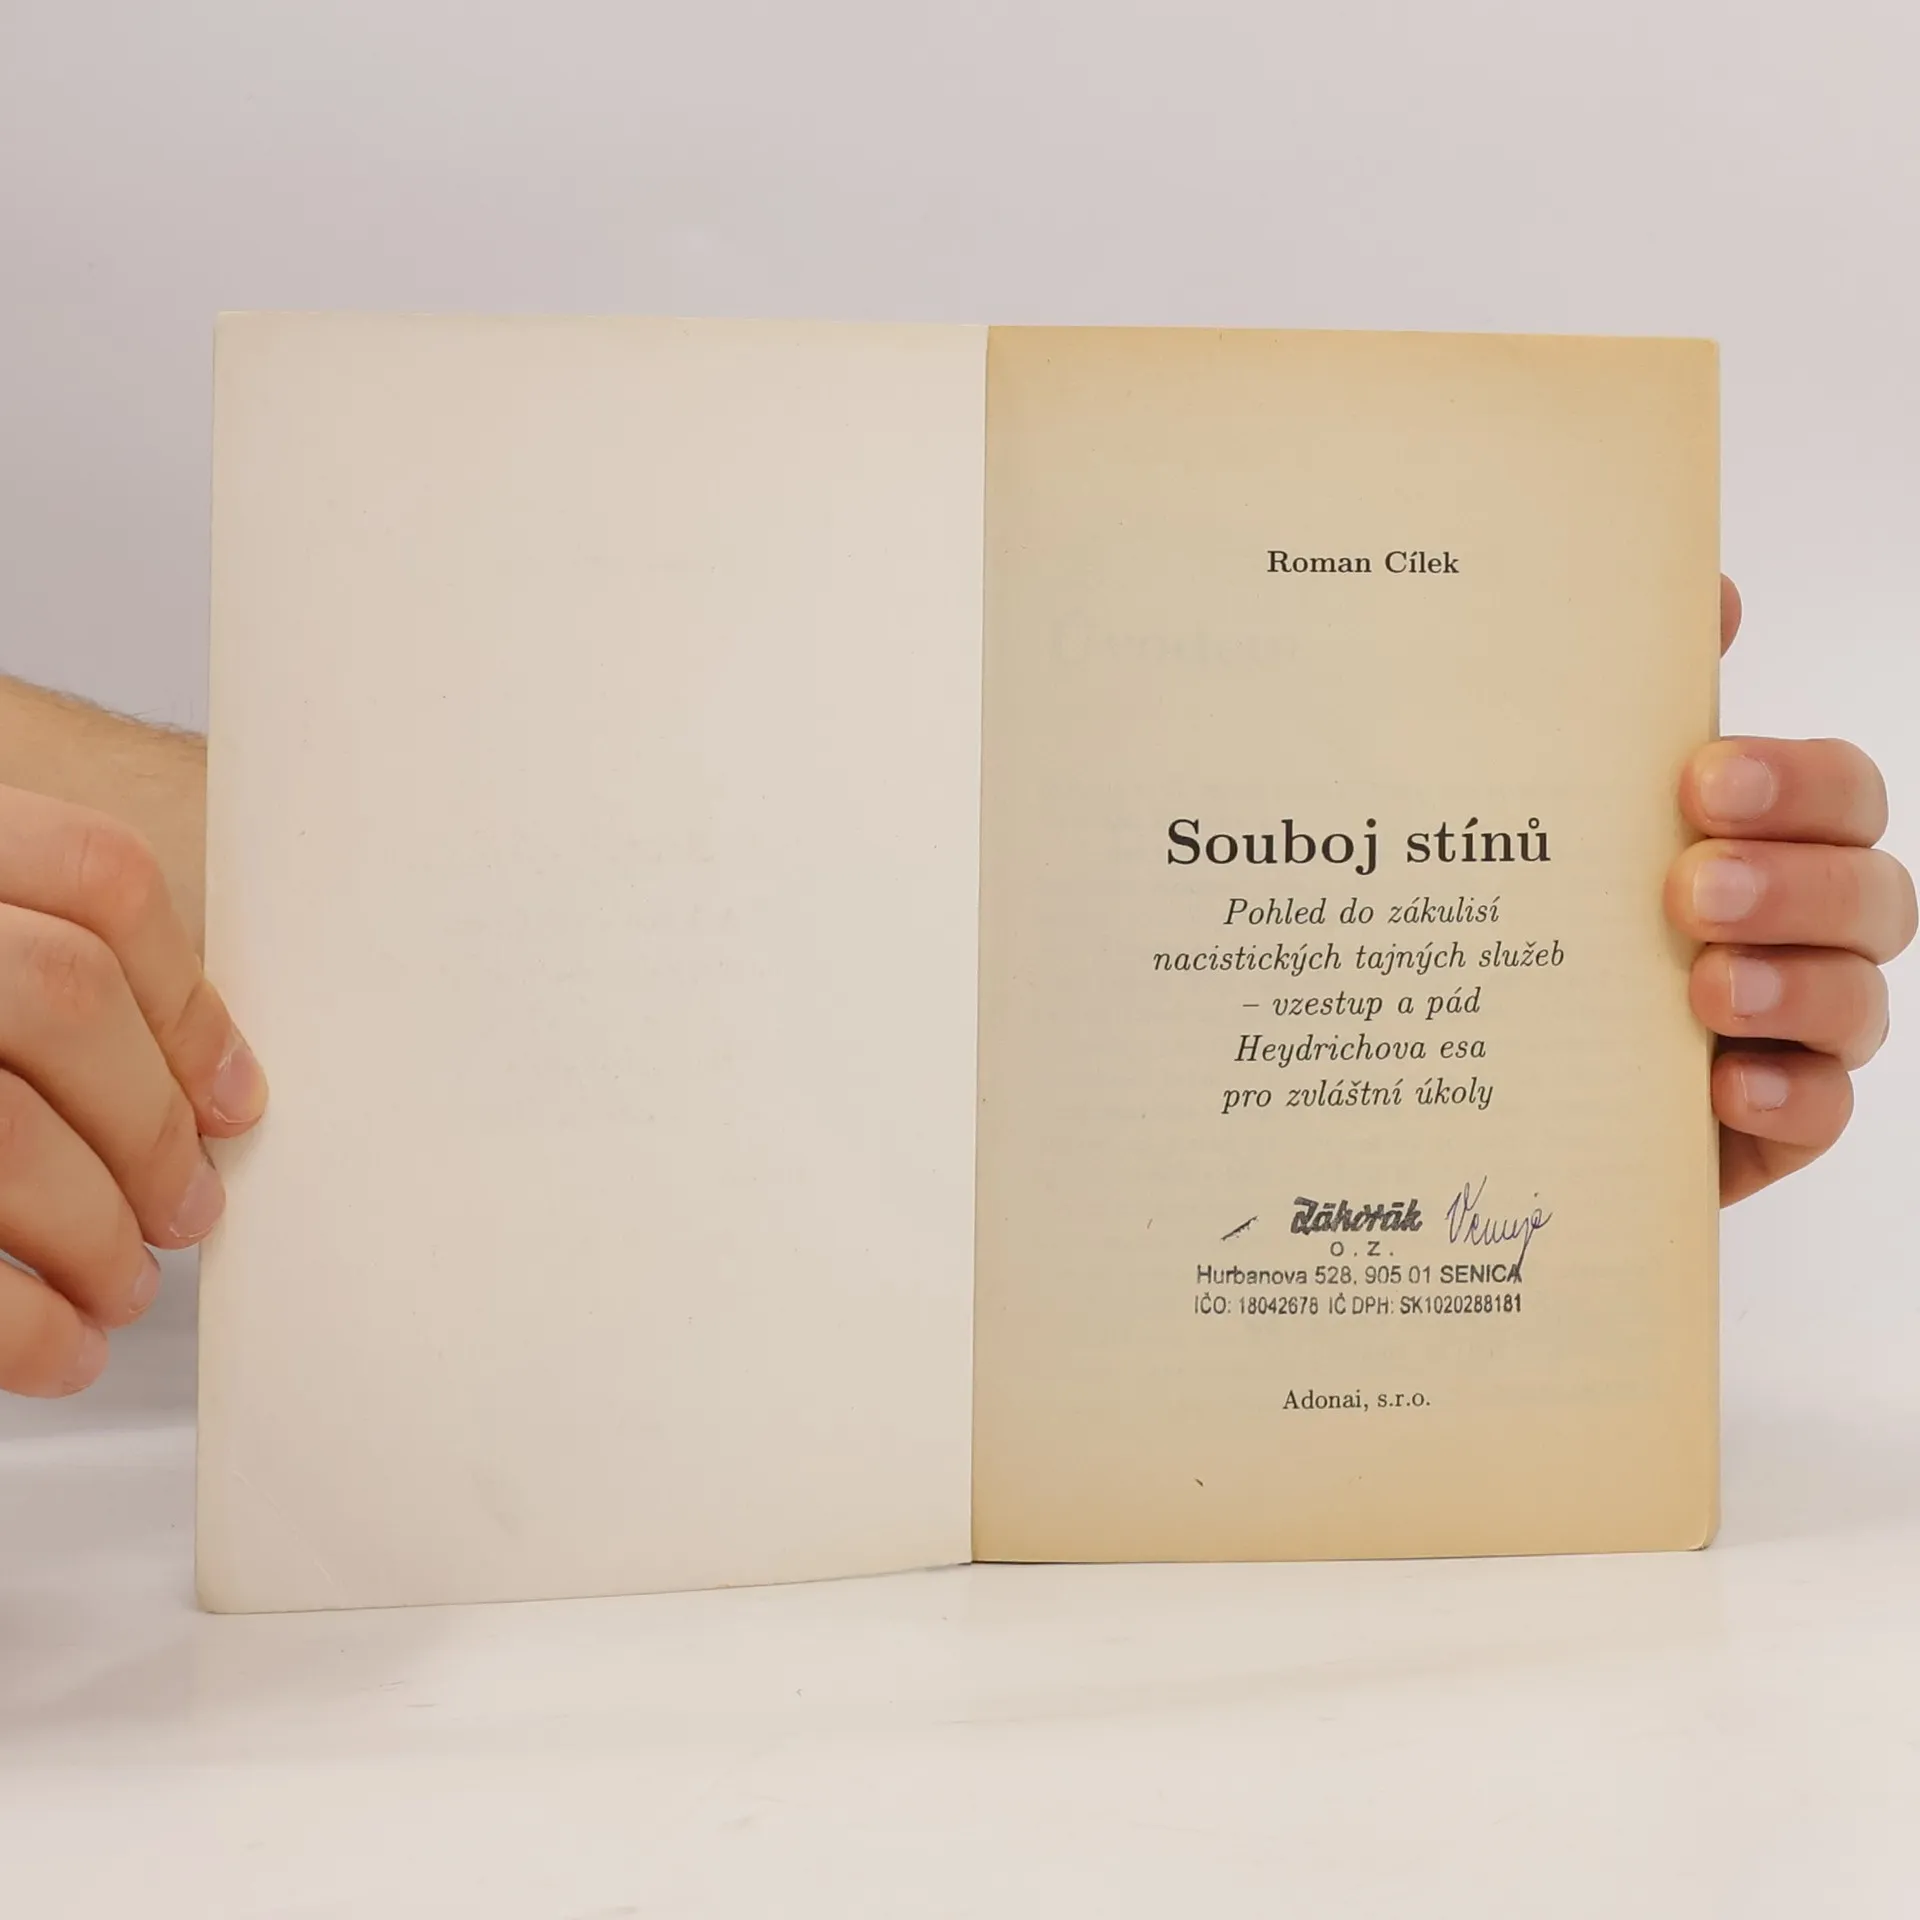 Roman Cílek
Souboj stínů
Pohled do zákulisí
nacistických tajných služeb
– vzestup a pád
Heydrichova esa
pro zvláštní úkoly
Záhorák
O. Z.
Hurbanova 528, 905 01 SENICA
IČO: 18042678 IČ DPH: SK1020288181
Adonai, s.r.o.